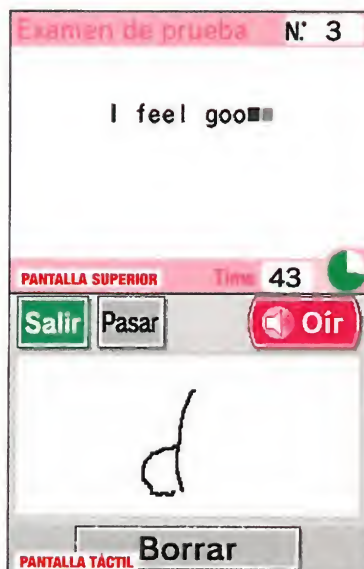 Examen de prueba N.º 3
I feel goo
PANTALLA SUPERIOR Time 43
Salir Pasar Oír
d
Borrar
PANTALLA TÁCTIL